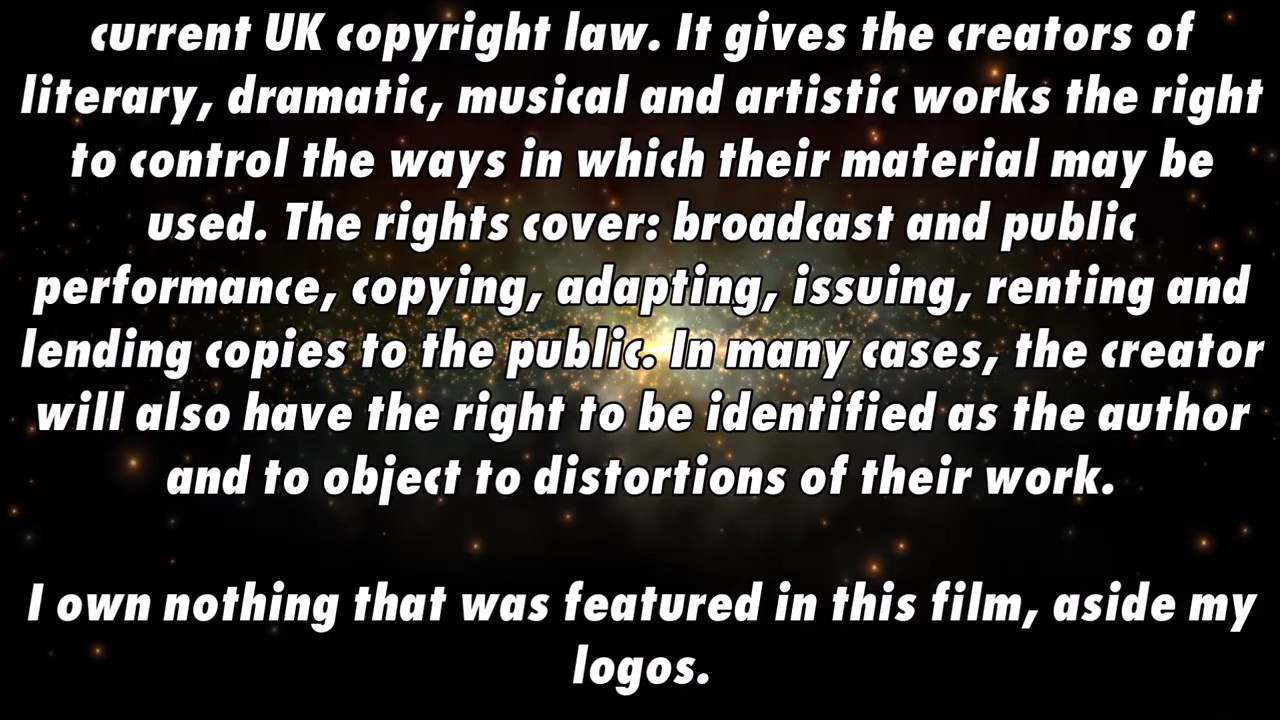 current UK copyright law. It gives the creators of
literary, dramatic, musical and artistic works the right
to control the ways in which their material may be
used. The rights cover: broadcast and public
performance, copying, adapting, issuing, renting and
lending copies to the public. In many cases, the creator
will also have the right to be identified as the author
and to object to distortions of their work.
I own nothing that was featured in this film, aside my
logos.